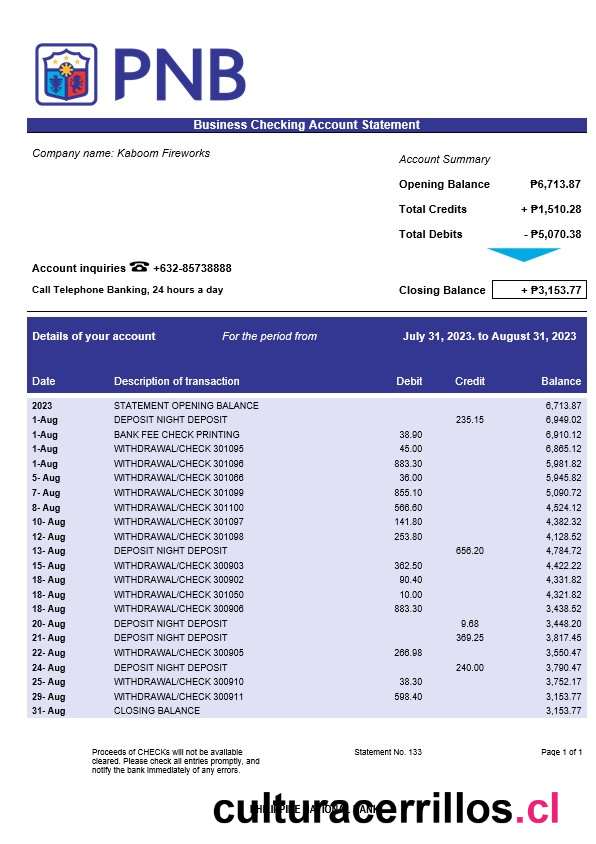 PNB
Business Checking Account Statement
Company name: Kaboom Fireworks
Account Summary
Opening Balance ₱6,713.87
Total Credits + ₱1,510.28
Total Debits - ₱5,070.38
Account inquiries ☎ +632-85738888
Call Telephone Banking, 24 hours a day
Closing Balance + ₱3,153.77
Details of your account For the period from July 31, 2023. to August 31, 2023
Date Description of transaction Debit Credit Balance
2023 STATEMENT OPENING BALANCE 6,713.87
1-Aug DEPOSIT NIGHT DEPOSIT 235.15 6,949.02
1-Aug BANK FEE CHECK PRINTING 38.90 6,910.12
1-Aug WITHDRAWAL/CHECK 301095 45.00 6,865.12
1-Aug WITHDRAWAL/CHECK 301096 883.30 5,981.82
5- Aug WITHDRAWAL/CHECK 301066 36.00 5,945.82
7- Aug WITHDRAWAL/CHECK 301099 855.10 5,090.72
8- Aug WITHDRAWAL/CHECK 301100 566.60 4,524.12
10- Aug WITHDRAWAL/CHECK 301097 141.80 4,382.32
12- Aug WITHDRAWAL/CHECK 301098 253.80 4,128.52
13- Aug DEPOSIT NIGHT DEPOSIT 656.20 4,784.72
15- Aug WITHDRAWAL/CHECK 300903 362.50 4,422.22
18- Aug WITHDRAWAL/CHECK 300902 90.40 4,331.82
18- Aug WITHDRAWAL/CHECK 301050 10.00 4,321.82
18- Aug WITHDRAWAL/CHECK 300906 883.30 3,438.52
20- Aug DEPOSIT NIGHT DEPOSIT 9.68 3,448.20
21- Aug DEPOSIT NIGHT DEPOSIT 369.25 3,817.45
22- Aug WITHDRAWAL/CHECK 300905 266.98 3,550.47
24- Aug DEPOSIT NIGHT DEPOSIT 240.00 3,790.47
25- Aug WITHDRAWAL/CHECK 300910 38.30 3,752.17
29- Aug WITHDRAWAL/CHECK 300911 598.40 3,153.77
31- Aug CLOSING BALANCE 3,153.77
Proceeds of CHECKs will not be available Statement No. 133 Page 1 of 1
cleared. Please check all entries promptly, and
notify the bank immediately of any errors.
PHILIPPINE NATIONAL BANK
culturacerrillos.cl